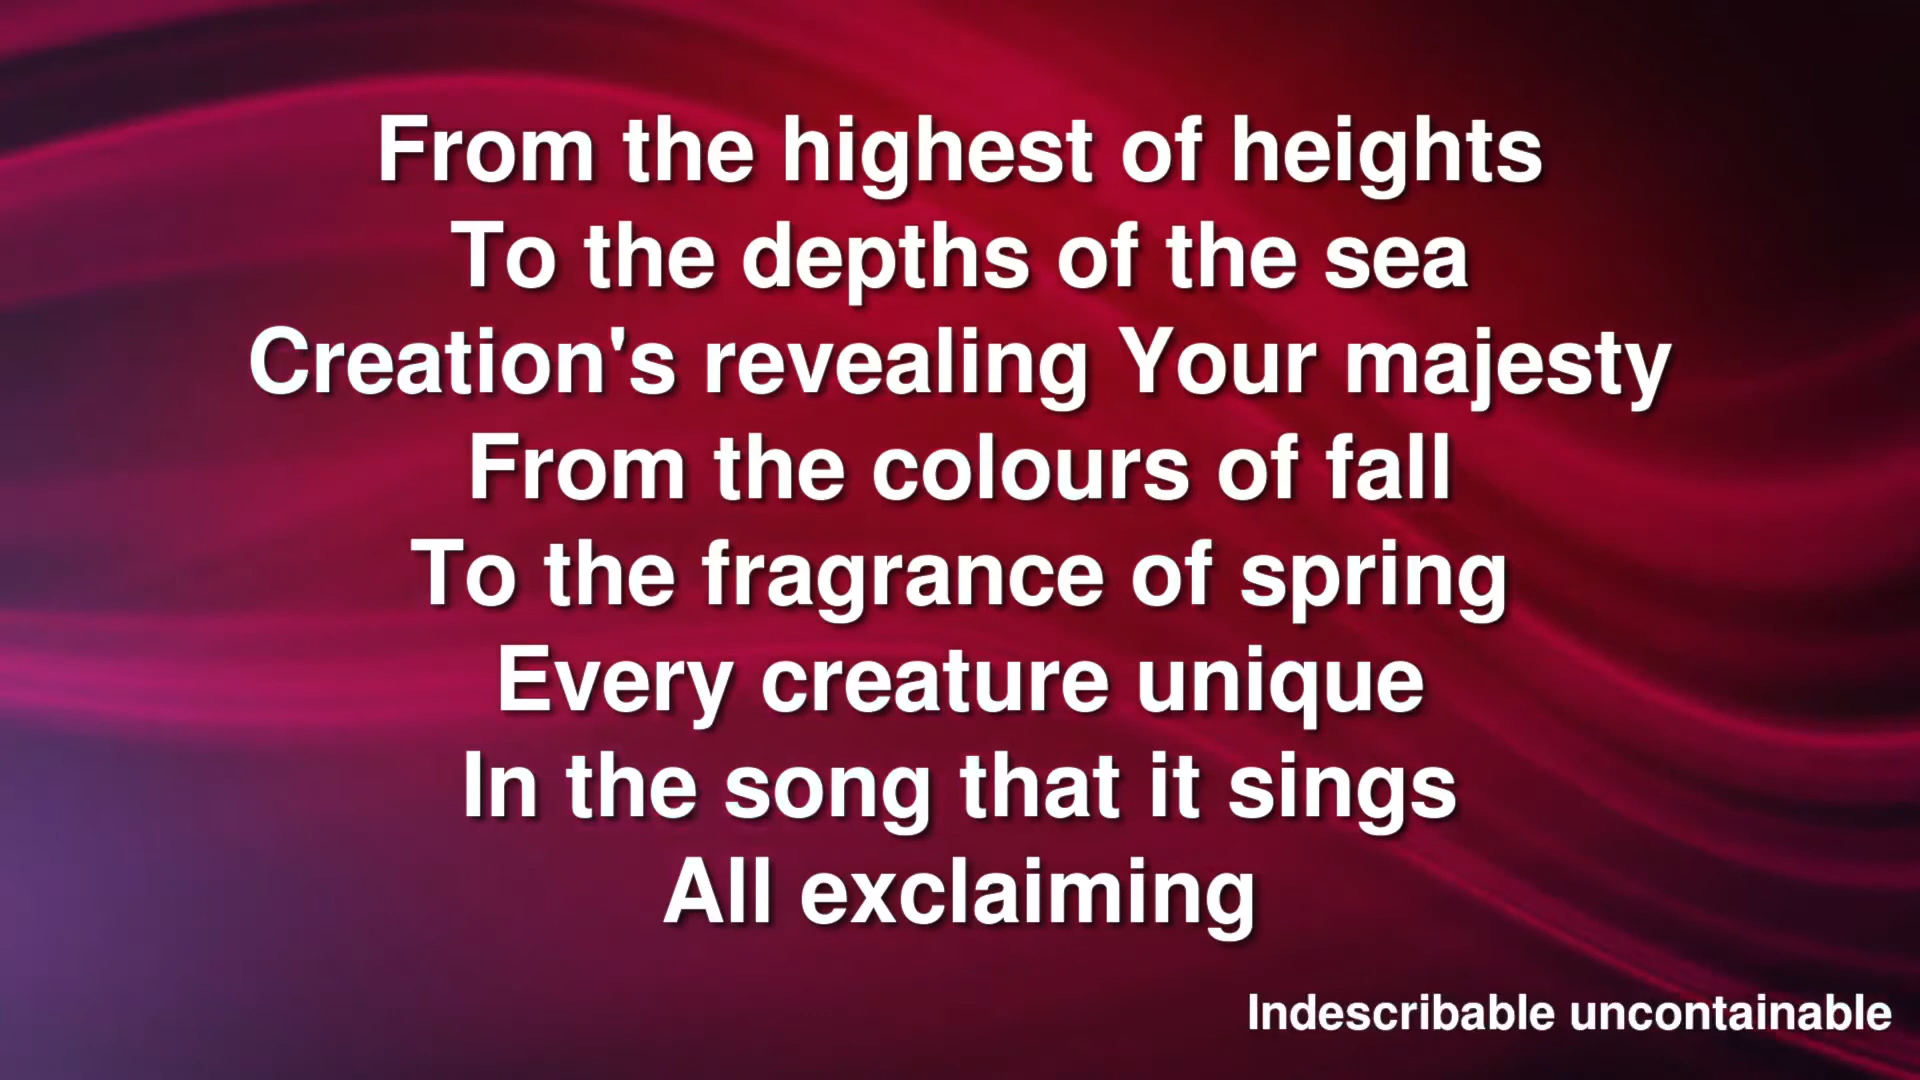 From the highest of heights
To the depths of the sea
Creation's revealing Your majesty
From the colours of fall
To the fragrance of spring
Every creature unique
In the song that it sings
All exclaiming
Indescribable uncontainable